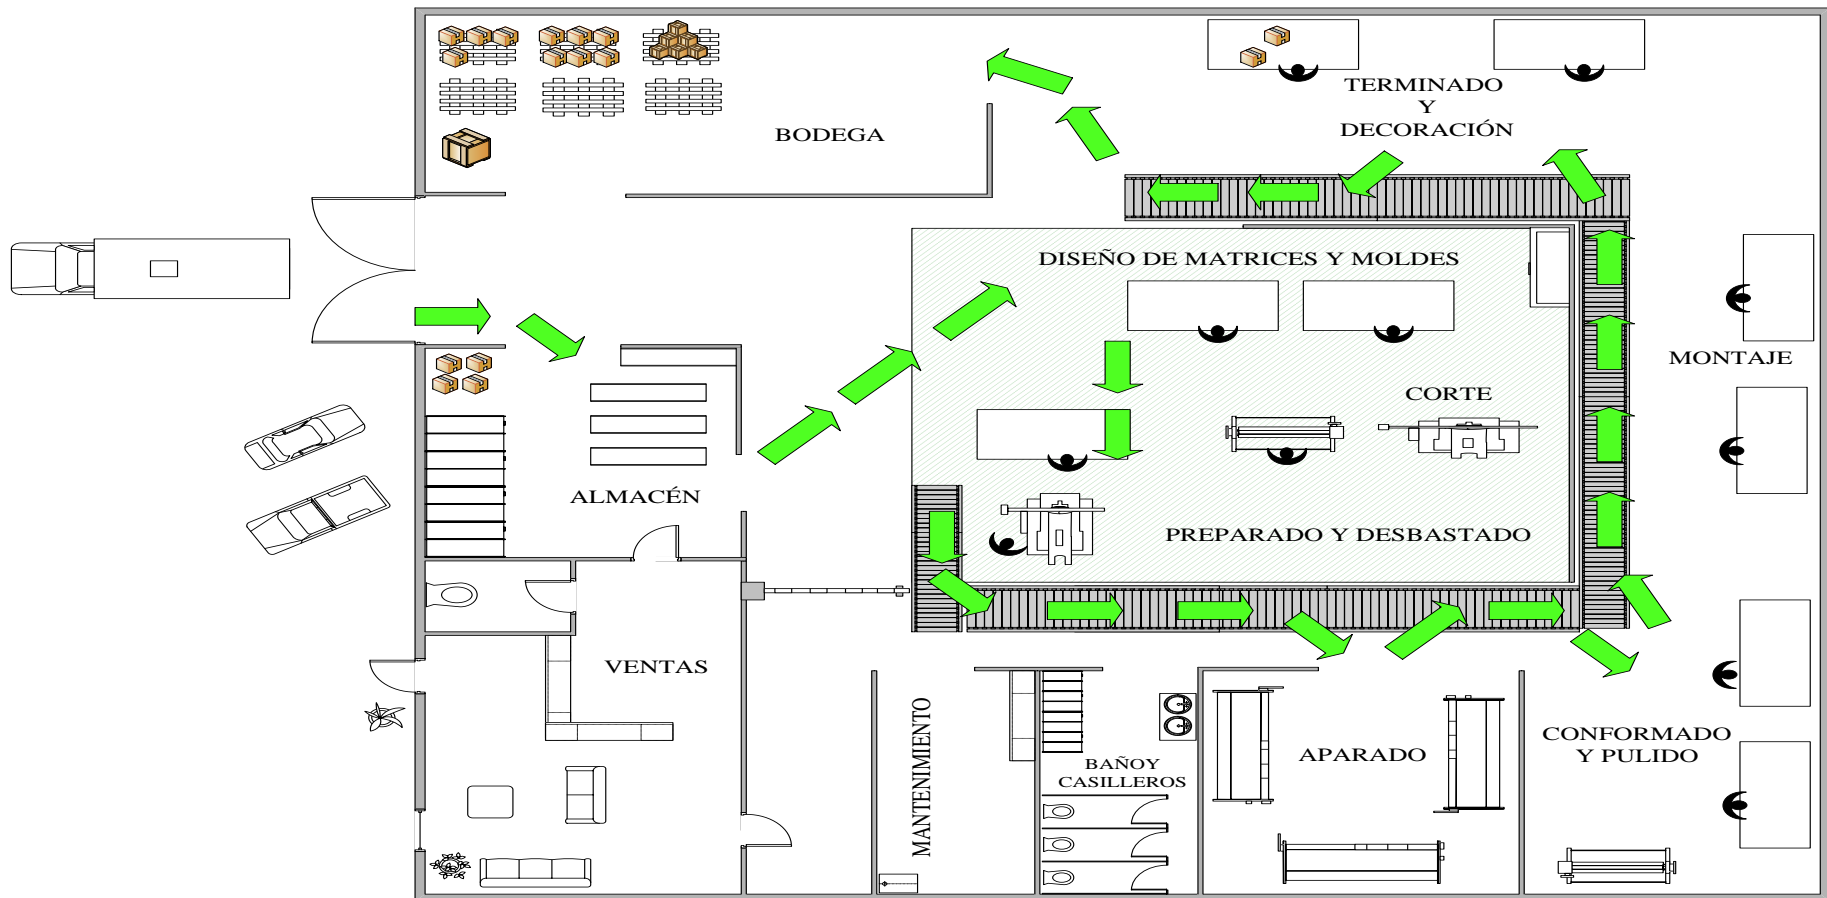 TERMINADO
Y
DECORACIÓN
BODEGA
DISEÑO DE MATRICES Y MOLDES
MONTAJE
CORTE
ALMACÉN
PREPARADO Y DESBASTADO
VENTAS
MANTENIMIENTO
BAÑOY
CASILLEROS
APARADO
CONFORMADO
Y PULIDO